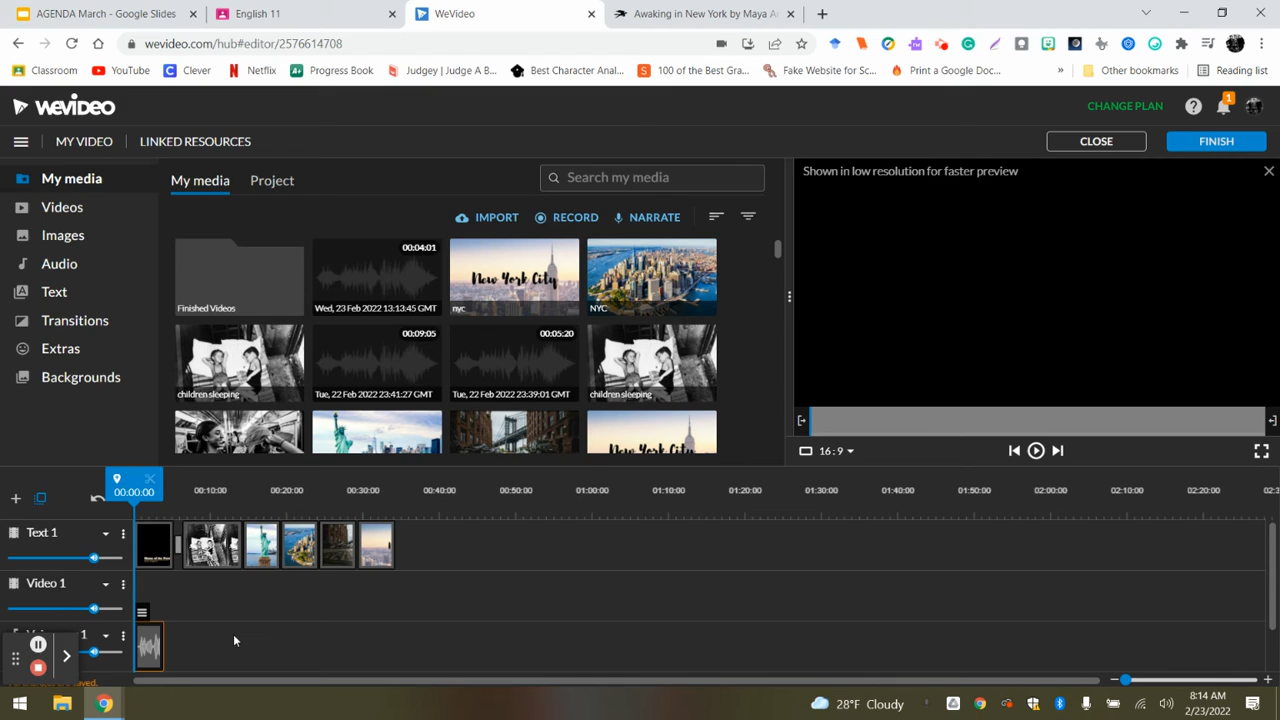 AGENDA March - Google Slides
English 11
WeVideo
Awaking in New York by Maya A
wevideo.com/hub#editor/2576614708
Classroom
YouTube
Clever
Netflix
Progress Book
Judgey | Judge A B...
Best Character Anal...
100 of the Best Gra...
Fake Website for Sc...
Print a Google Doc...
»
Other bookmarks
Reading list
WEVIDEO
CHANGE PLAN
1
MY VIDEO
LINKED RESOURCES
CLOSE
FINISH
My media
Videos
Images
Audio
Text
Transitions
Extras
Backgrounds
My media
Project
Search my media
IMPORT
RECORD
NARRATE
Shown in low resolution for faster preview
Finished Videos
00:04:01
Wed, 23 Feb 2022 13:13:45 GMT
New York City
nyc
NYC
children sleeping
00:09:05
Tue, 22 Feb 2022 23:41:27 GMT
00:05:20
Tue, 22 Feb 2022 23:39:01 GMT
children sleeping
New York City
16:9
00:00:00
00:10:00
00:20:00
00:30:00
00:40:00
00:50:00
01:00:00
01:10:00
01:20:00
01:30:00
01:40:00
01:50:00
02:00:00
02:10:00
02:20:00
02:3
Text 1
Video 1
1
28°F Cloudy
8:14 AM
2/23/2022